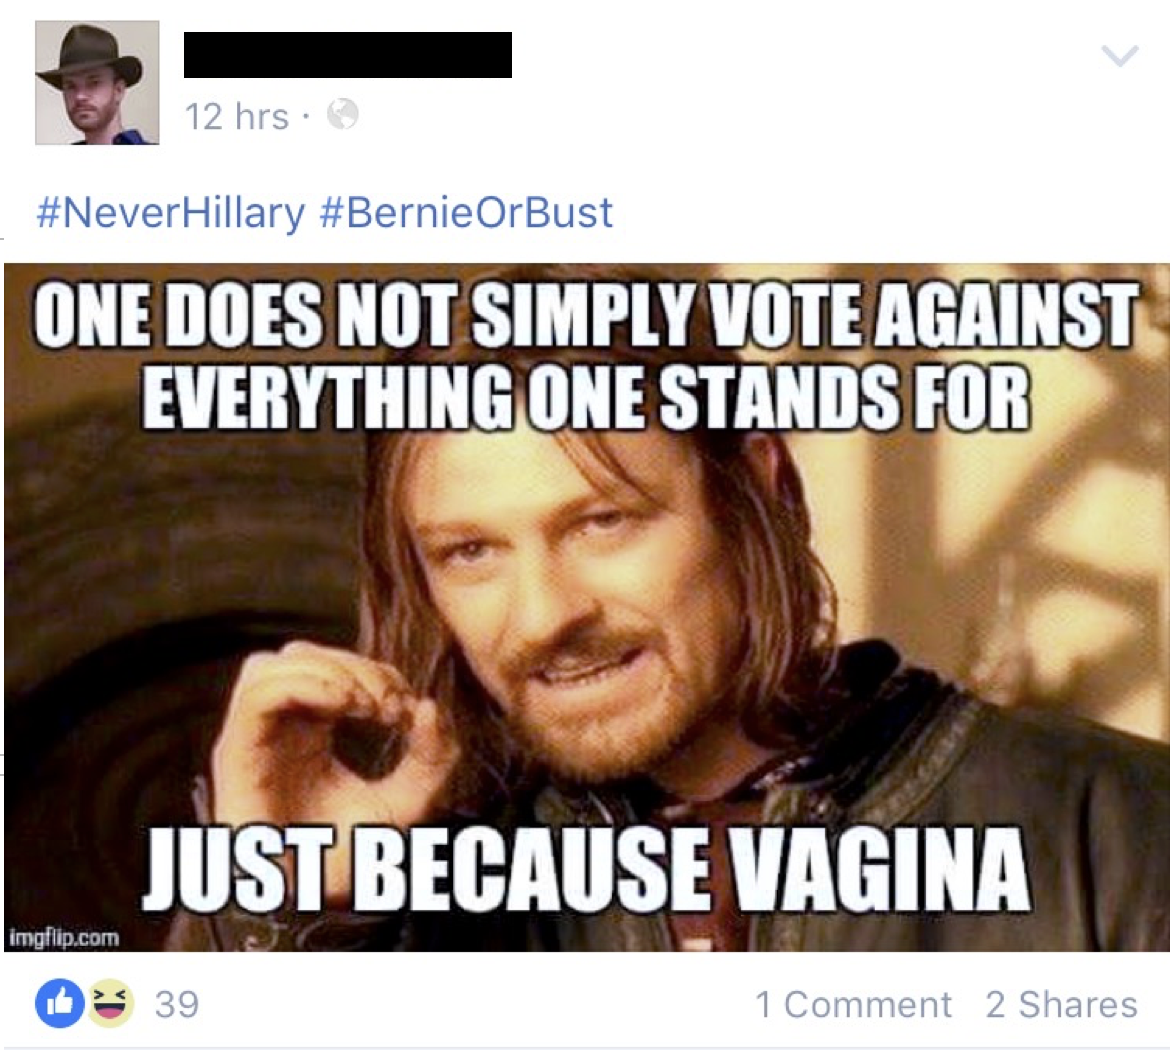 12 hrs ·
#NeverHillary #BernieOrBust
ONE DOES NOT SIMPLY VOTE AGAINST
EVERYTHING ONE STANDS FOR
JUST BECAUSE VAGINA
imgflip.com
39
1 Comment 2 Shares